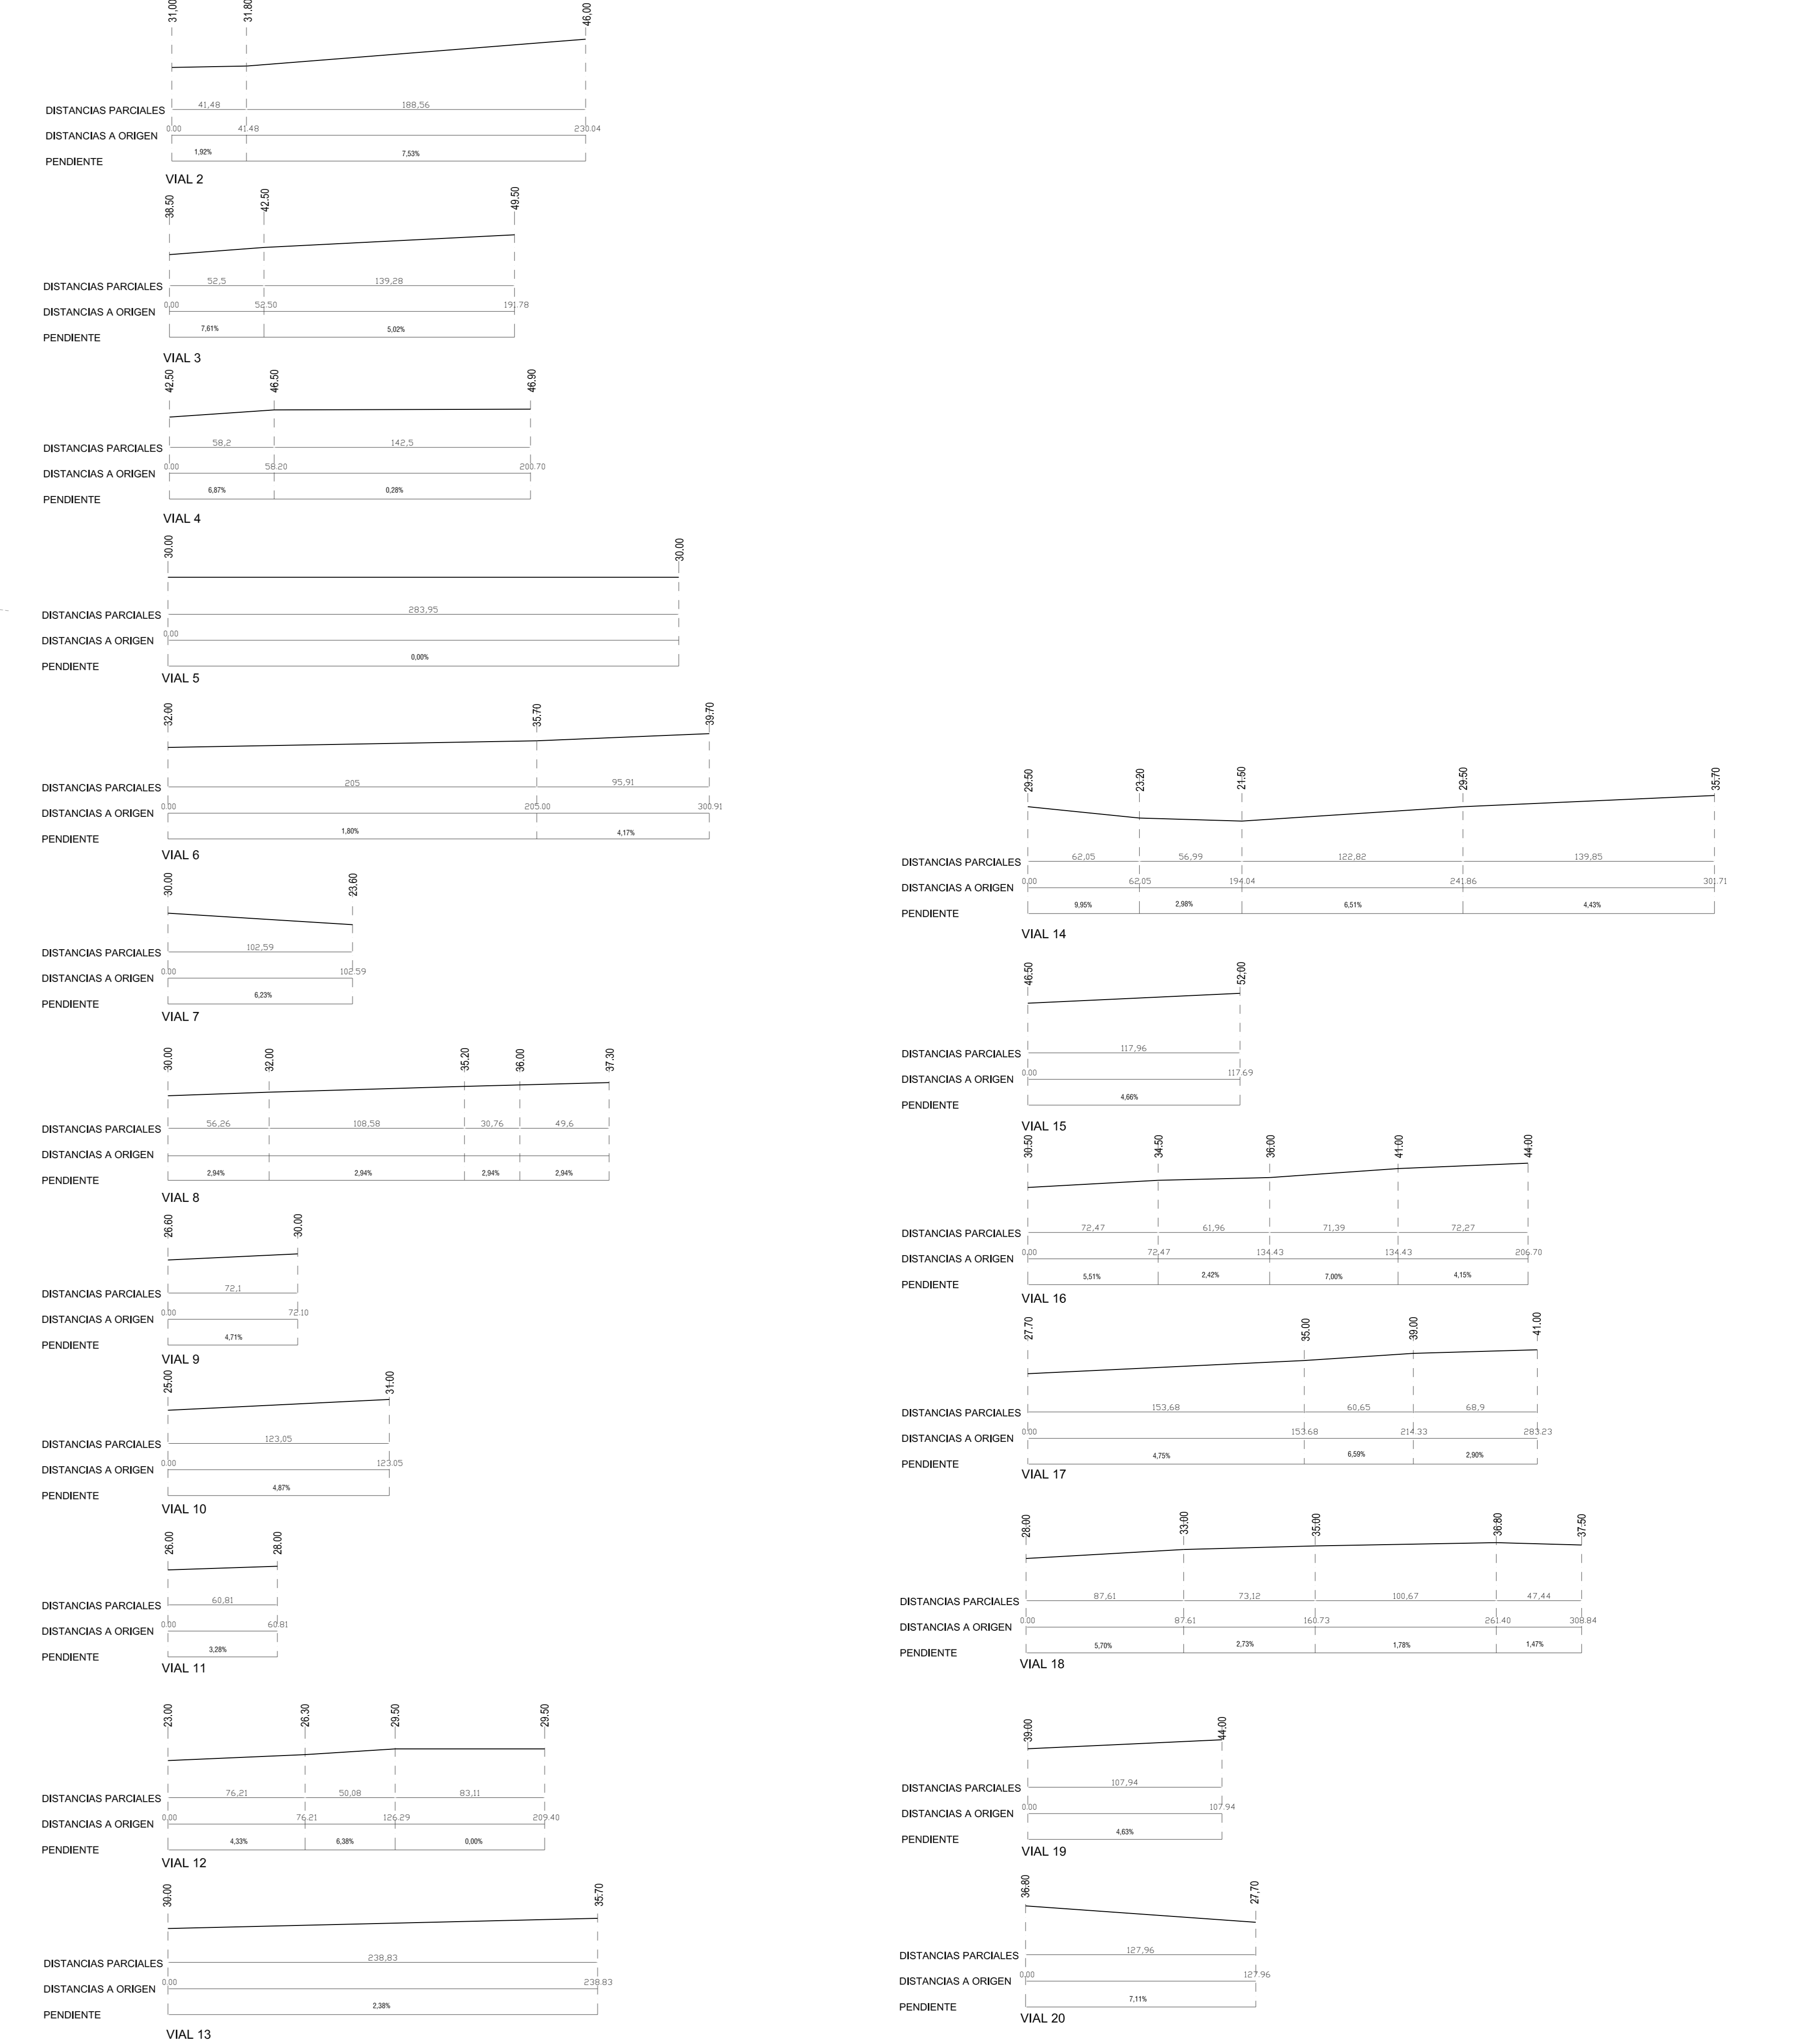 31.00 31.80 46,00
DISTANCIAS PARCIALES 41,48 188,56
DISTANCIAS A ORIGEN 0.00 41.48 230.04
PENDIENTE 1,92% 7,53%
VIAL 2
38.50 42.50 49.50
DISTANCIAS PARCIALES 52,5 139,28
DISTANCIAS A ORIGEN 0.00 52.50 191.78
PENDIENTE 7,61% 5,02%
VIAL 3
42.50 46.50 46.90
DISTANCIAS PARCIALES 58,2 142,5
DISTANCIAS A ORIGEN 0.00 58.20 200.70
PENDIENTE 6,87% 0,28%
VIAL 4
30.00 30.00
DISTANCIAS PARCIALES 283,95
DISTANCIAS A ORIGEN 0.00
PENDIENTE 0,00%
VIAL 5
32.00 35.70 39.70
DISTANCIAS PARCIALES 205 95,91
DISTANCIAS A ORIGEN 0.00 205.00 300.91
PENDIENTE 1,80% 4,17%
VIAL 6
30.00 23.60
DISTANCIAS PARCIALES 102,59
DISTANCIAS A ORIGEN 0.00 102.59
PENDIENTE 6,23%
VIAL 7
30.00 32.00 35.20 36.00 37.30
DISTANCIAS PARCIALES 56,26 108,58 30,76 49,6
DISTANCIAS A ORIGEN
PENDIENTE 2,94% 2,94% 2,94% 2,94%
VIAL 8
26.60 30.00
DISTANCIAS PARCIALES 72,1
DISTANCIAS A ORIGEN 0.00 72.10
PENDIENTE 4,71%
VIAL 9
25.00 31.00
DISTANCIAS PARCIALES 123,05
DISTANCIAS A ORIGEN 0.00 123.05
PENDIENTE 4,87%
VIAL 10
26.00 28.00
DISTANCIAS PARCIALES 60,81
DISTANCIAS A ORIGEN 0.00 60.81
PENDIENTE 3,28%
VIAL 11
23.00 26.30 29.50 29.50
DISTANCIAS PARCIALES 76,21 50,08 83,11
DISTANCIAS A ORIGEN 0.00 76.21 126.29 209.40
PENDIENTE 4,33% 6,38% 0,00%
VIAL 12
30.00 35.70
DISTANCIAS PARCIALES 238,83
DISTANCIAS A ORIGEN 0.00 238.83
PENDIENTE 2,38%
VIAL 13
29.50 23.20 21.50 29.50 35.70
DISTANCIAS PARCIALES 62,05 56,99 122,82 139,85
DISTANCIAS A ORIGEN 0.00 62.05 194.04 241.86 301.71
PENDIENTE 9,95% 2,98% 6,51% 4,43%
VIAL 14
46.50 52.00
DISTANCIAS PARCIALES 117,96
DISTANCIAS A ORIGEN 0.00 117.69
PENDIENTE 4,66%
VIAL 15
30.50 34.50 36.00 41.00 44.00
DISTANCIAS PARCIALES 72,47 61,96 71,39 72,27
DISTANCIAS A ORIGEN 0.00 72.47 134.43 134.43 206.70
PENDIENTE 5,51% 2,42% 7,00% 4,15%
VIAL 16
27.70 35.00 39.00 41.00
DISTANCIAS PARCIALES 153,68 60,65 68,9
DISTANCIAS A ORIGEN 0.00 153.68 214.33 283.23
PENDIENTE 4,75% 6,59% 2,90%
VIAL 17
28.00 33.00 35.00 36.80 37.50
DISTANCIAS PARCIALES 87,61 73,12 100,67 47,44
DISTANCIAS A ORIGEN 0.00 87.61 160.73 261.40 308.84
PENDIENTE 5,70% 2,73% 1,78% 1,47%
VIAL 18
39.00 44.00
DISTANCIAS PARCIALES 107,94
DISTANCIAS A ORIGEN 0.00 107.94
PENDIENTE 4,63%
VIAL 19
36.80 27,70
DISTANCIAS PARCIALES 127,96
DISTANCIAS A ORIGEN 0.00 127.96
PENDIENTE 7,11%
VIAL 20